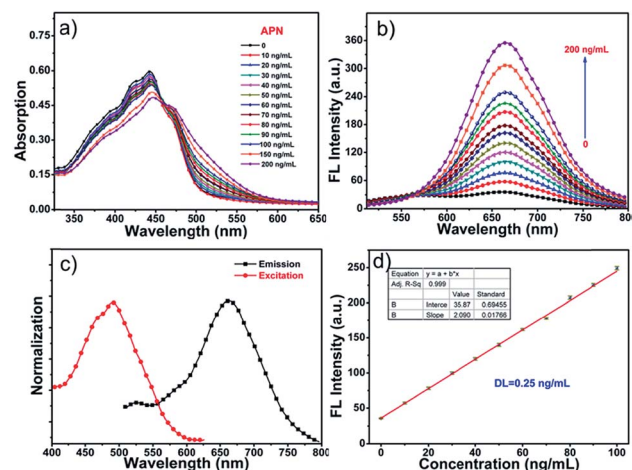 a)
APN
0
10 ng/mL
20 ng/mL
30 ng/mL
40 ng/mL
50 ng/mL
60 ng/mL
70 ng/mL
80 ng/mL
90 ng/mL
100 ng/mL
150 ng/mL
200 ng/mL
Absorption
0.60
0.45
0.30
0.15
0.00
350 400 450 500 550 600 650
Wavelength (nm)
b)
200 ng/mL
0
FL Intensity (a.u.)
360
300
240
180
120
60
0
550 600 650 700 750 800
Wavelength (nm)
c)
Emission
Excitation
Normalization
400 450 500 550 600 650 700 750 800
Wavelength (nm)
d)
Equation y = a + b*x
Adj. R-Sq 0.999
Value Standard
B Interce 35.87 0.69455
B Slope 2.090 0.01766
DL=0.25 ng/mL
FL Intensity (a.u.)
250
200
150
100
50
0
0 20 40 60 80 100
Concentration (ng/mL)